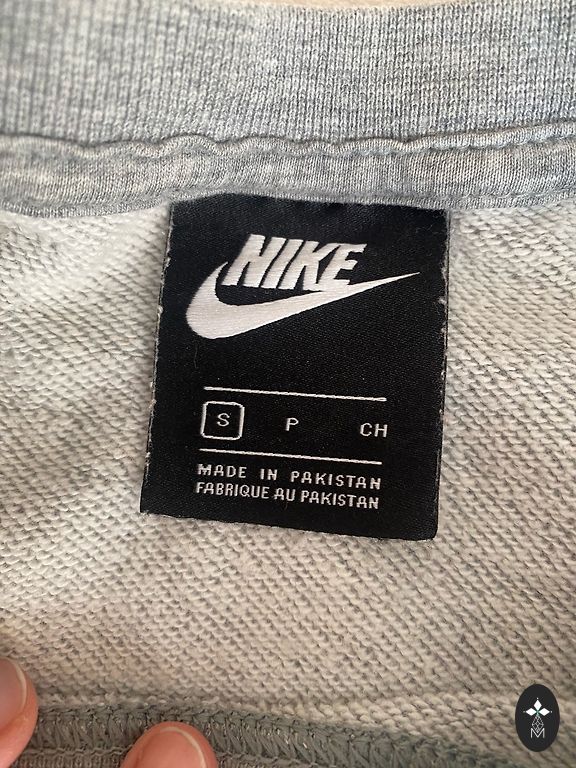 NIKE
S P CH
MADE IN PAKISTAN
FABRIQUE AU PAKISTAN